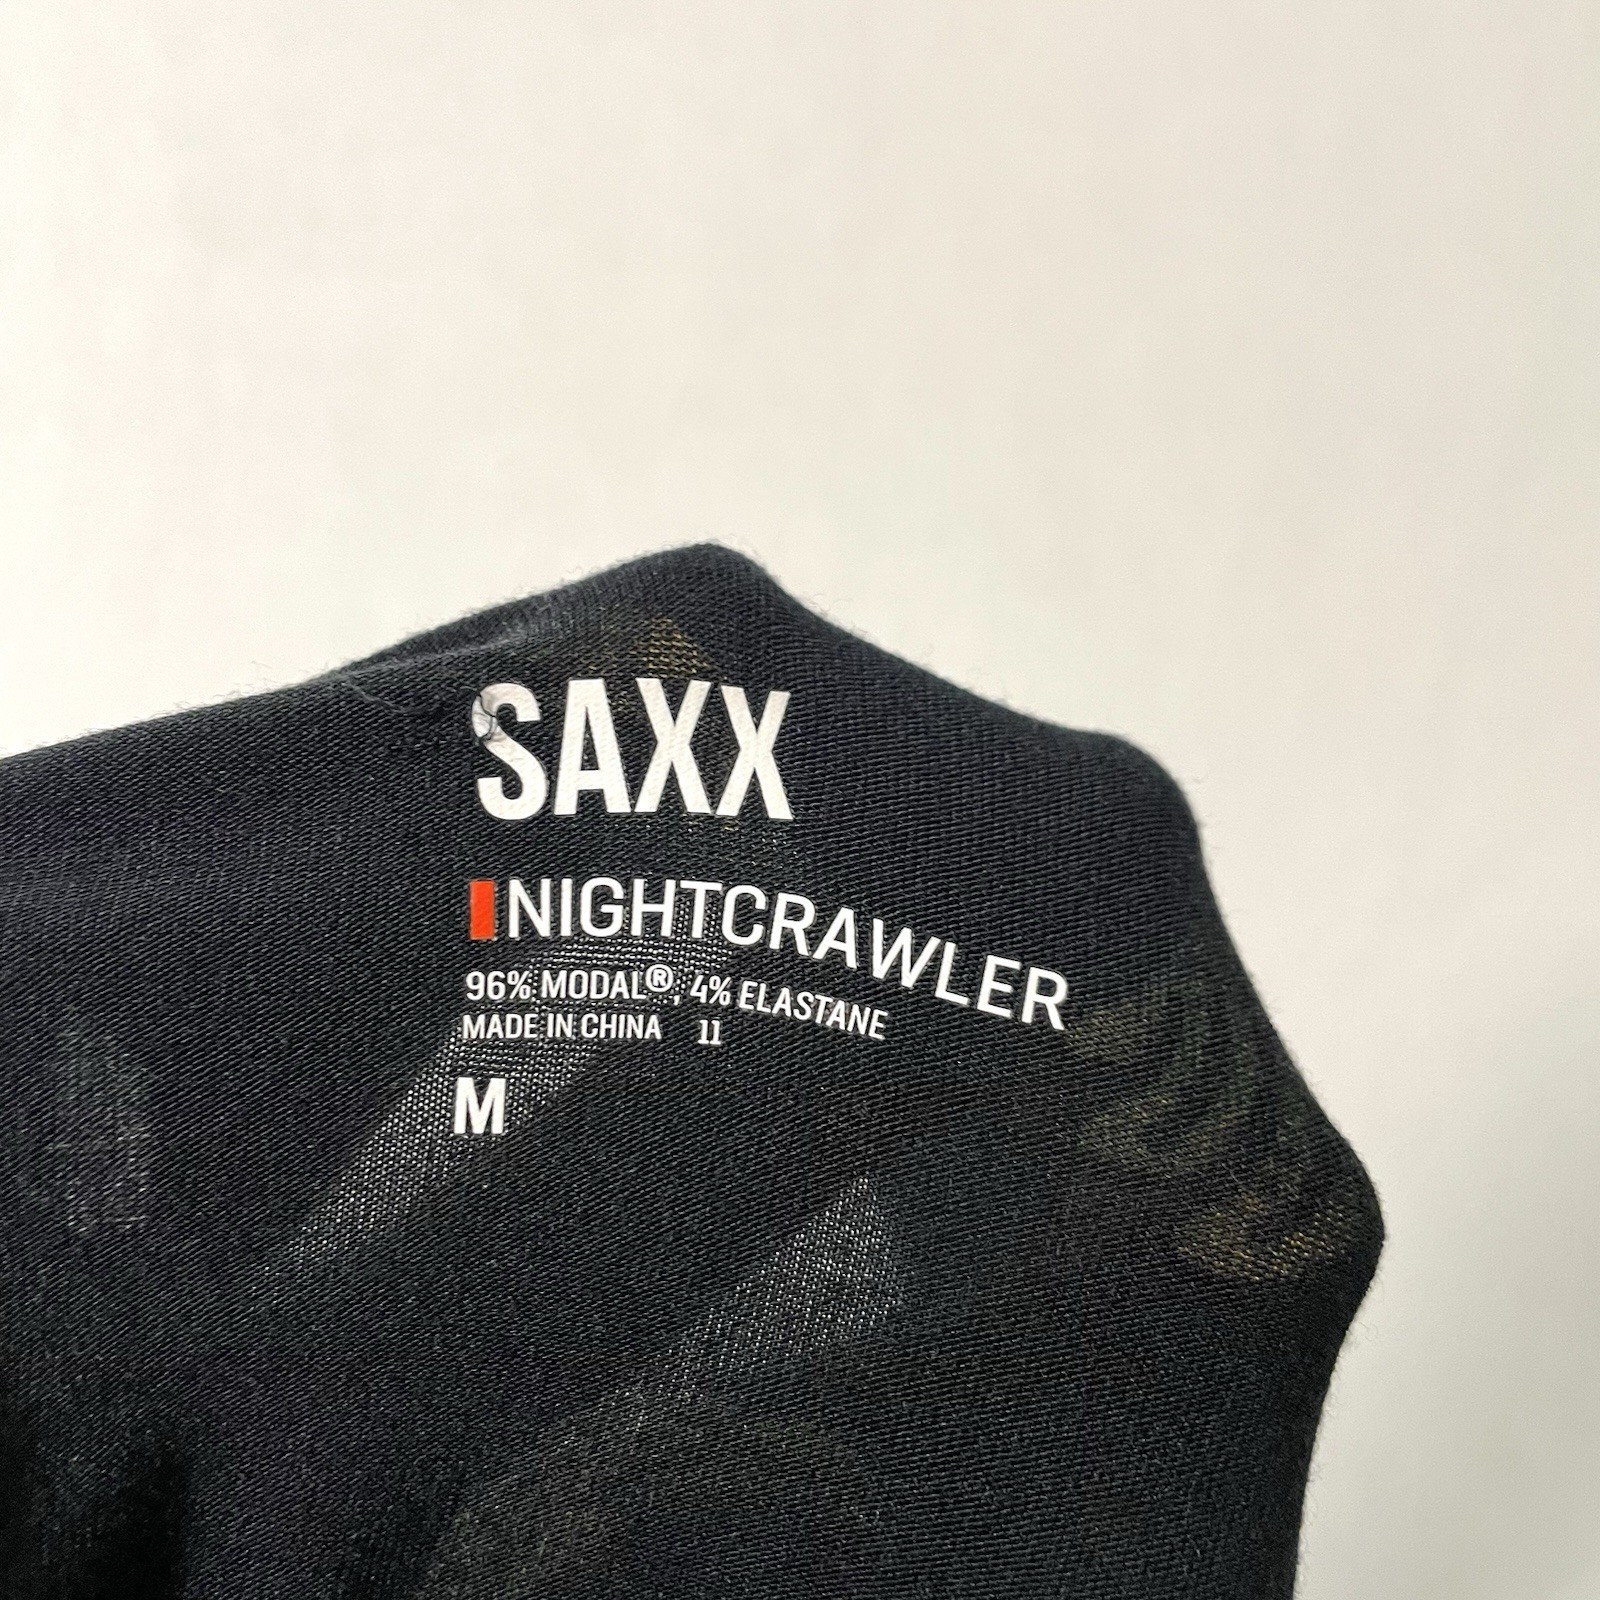 SAXX
NIGHTCRAWLER
96% MODAL®, 4% ELASTANE
MADE IN CHINA 11
M